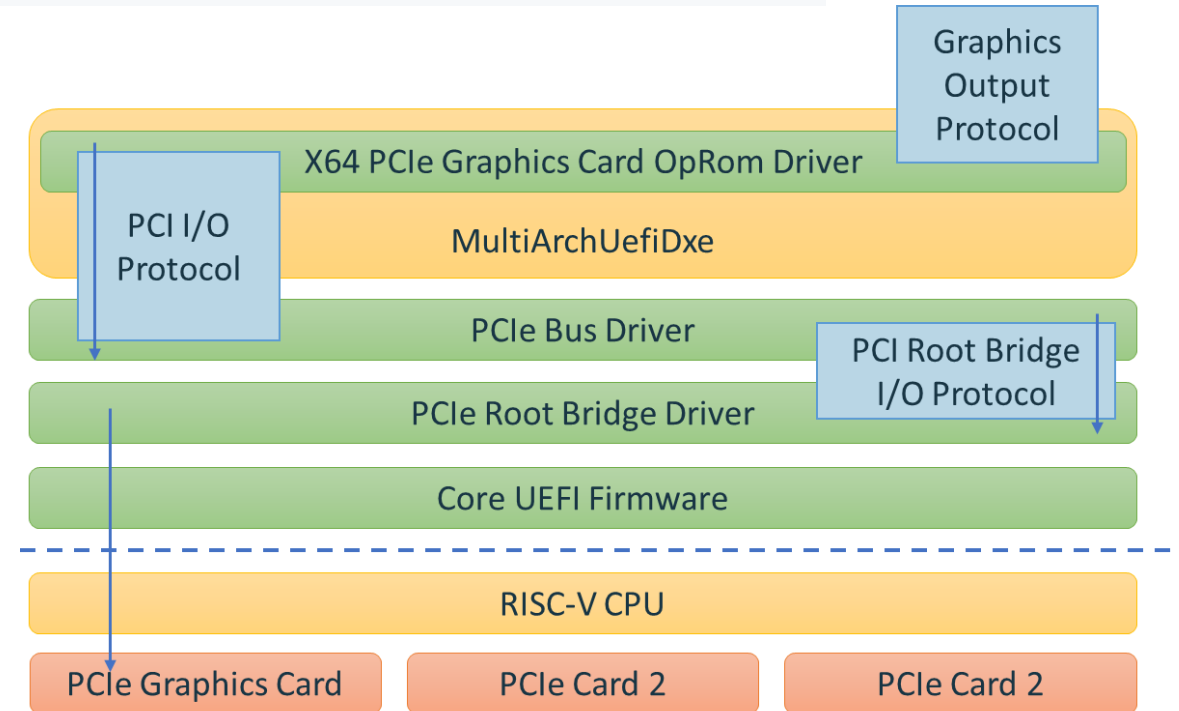 Graphics
Output
Protocol
X64 PCIe Graphics Card OpRom Driver
PCI I/O
Protocol
MultiArchUefiDxe
PCIe Bus Driver
PCI Root Bridge
I/O Protocol
PCIe Root Bridge Driver
Core UEFI Firmware
RISC-V CPU
PCIe Graphics Card
PCIe Card 2
PCIe Card 2